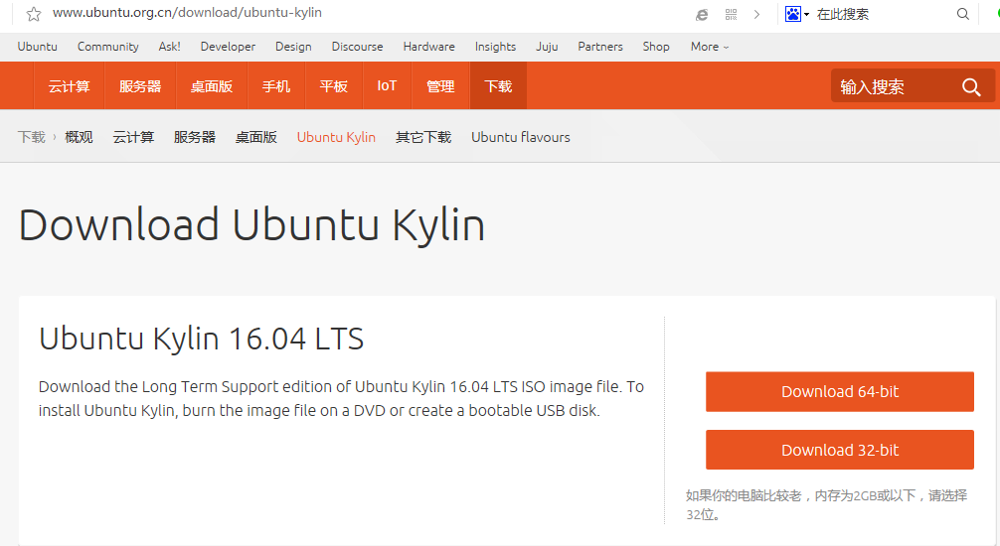 www.ubuntu.org.cn/download/ubuntu-kylin 在此搜索
Ubuntu Community Ask! Developer Design Discourse Hardware Insights Juju Partners Shop More
云计算 服务器 桌面版 手机 平板 IoT 管理 下载 输入搜索
下载 › 概观 云计算 服务器 桌面版 Ubuntu Kylin 其它下载 Ubuntu flavours
Download Ubuntu Kylin
Ubuntu Kylin 16.04 LTS
Download the Long Term Support edition of Ubuntu Kylin 16.04 LTS ISO image file. To
install Ubuntu Kylin, burn the image file on a DVD or create a bootable USB disk.
Download 64-bit
Download 32-bit
如果你的电脑比较老，内存为2GB或以下，请选择
32位。